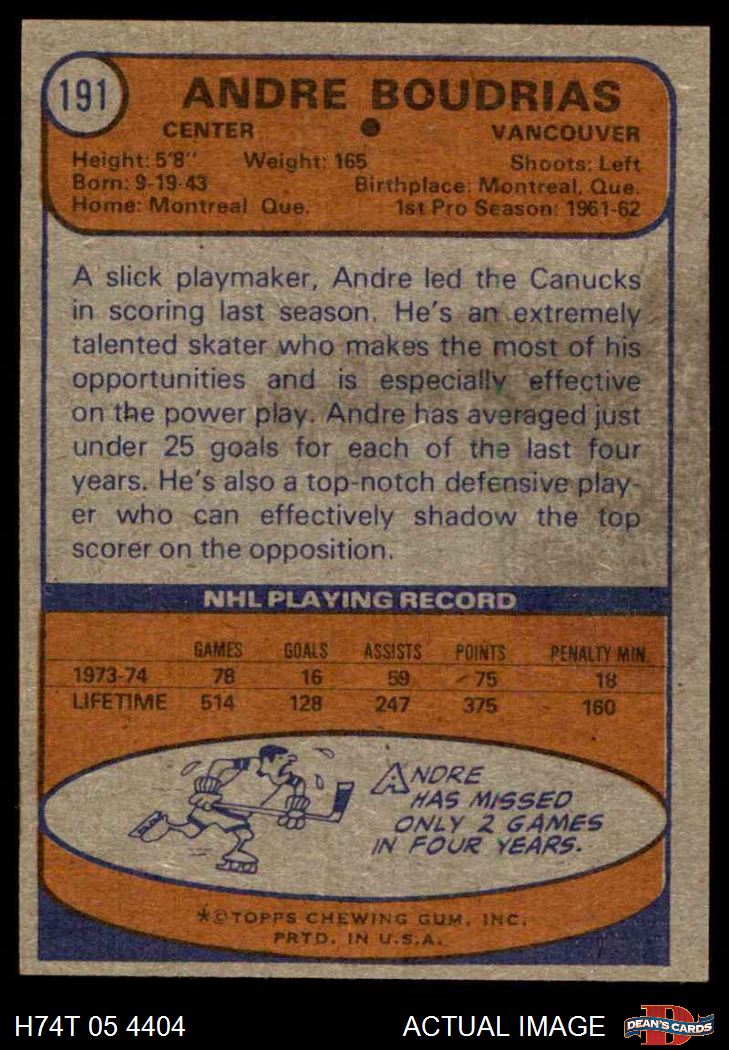 191
ANDRE BOUDRIAS
CENTER ● VANCOUVER
Height: 5'8" Weight: 165 Shoots: Left
Born: 9-19-43 Birthplace: Montreal, Que.
Home: Montreal Que. 1st Pro Season: 1961-62
A slick playmaker, Andre led the Canucks
in scoring last season. He's an extremely
talented skater who makes the most of his
opportunities and is especially effective
on the power play. Andre has averaged just
under 25 goals for each of the last four
years. He's also a top-notch defensive play-
er who can effectively shadow the top
scorer on the opposition.
NHL PLAYING RECORD
GAMES GOALS ASSISTS POINTS PENALTY MIN.
1973-74 78 16 59 75 18
LIFETIME 514 128 247 375 160
ANDRE
HAS MISSED
ONLY 2 GAMES
IN FOUR YEARS.
*©TOPPS CHEWING GUM, INC.
PRTD. IN U.S.A.
H74T 05 4404 ACTUAL IMAGE
D
DEAN'S CARDS